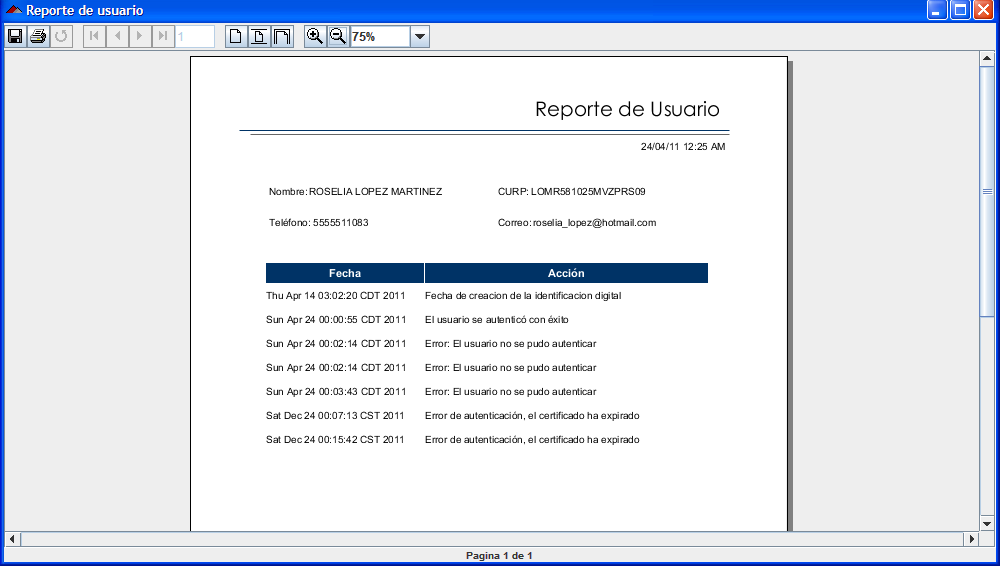 Reporte de usuario
1
75%
Reporte de Usuario
24/04/11 12:25 AM
Nombre: ROSELIA LOPEZ MARTINEZ CURP: LOMR581025MVZPRS09
Teléfono: 5555511083 Correo: roselia_lopez@hotmail.com
Fecha Acción
Thu Apr 14 03:02:20 CDT 2011 Fecha de creacion de la identificacion digital
Sun Apr 24 00:00:55 CDT 2011 El usuario se autenticó con éxito
Sun Apr 24 00:02:14 CDT 2011 Error: El usuario no se pudo autenticar
Sun Apr 24 00:02:14 CDT 2011 Error: El usuario no se pudo autenticar
Sun Apr 24 00:03:43 CDT 2011 Error: El usuario no se pudo autenticar
Sat Dec 24 00:07:13 CST 2011 Error de autenticación, el certificado ha expirado
Sat Dec 24 00:15:42 CST 2011 Error de autenticación, el certificado ha expirado
Pagina 1 de 1